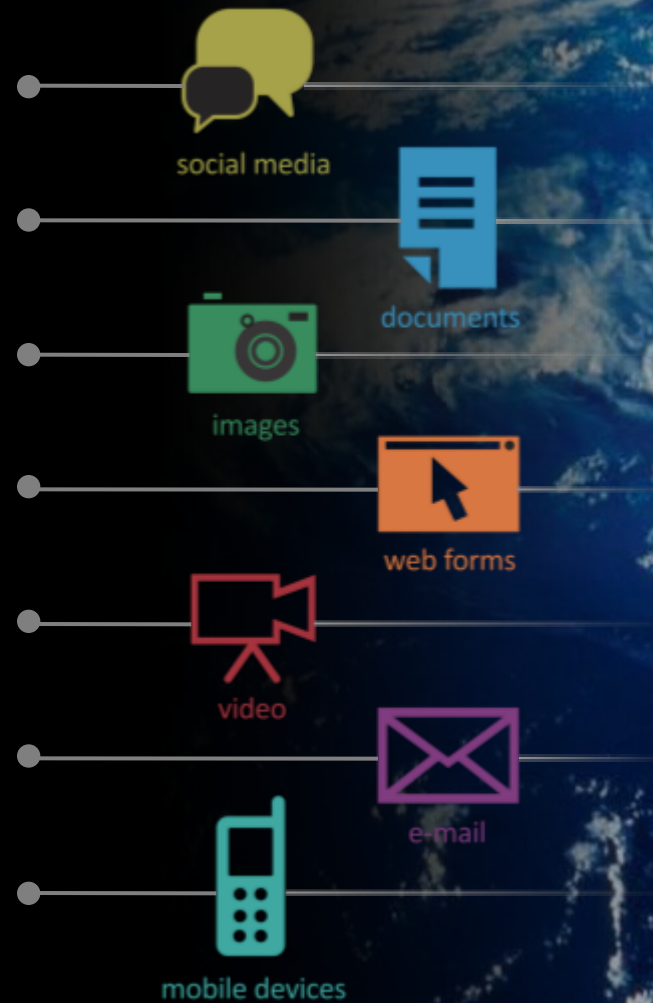 social media
documents
images
web forms
video
e-mail
mobile devices